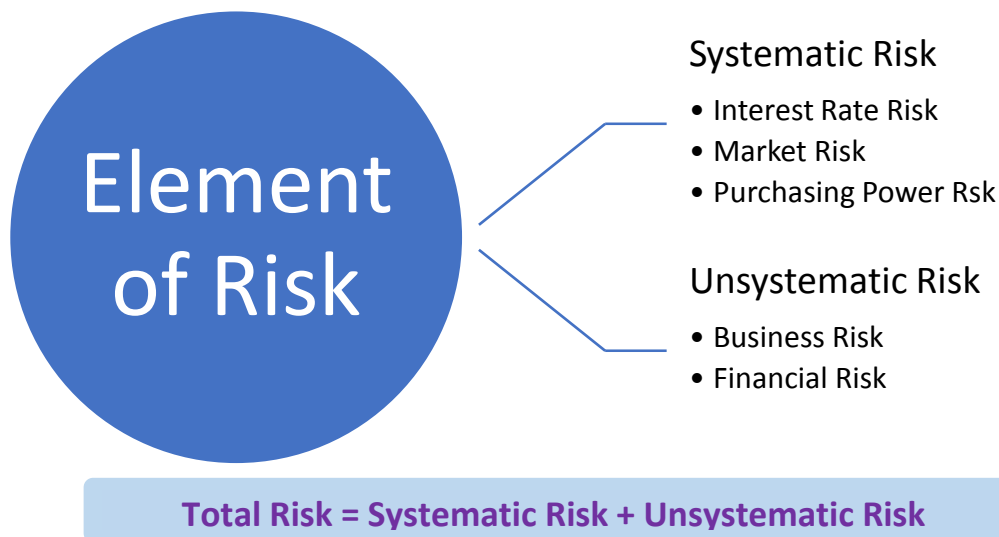 Element
of Risk
Systematic Risk
• Interest Rate Risk
• Market Risk
• Purchasing Power Rsk
Unsystematic Risk
• Business Risk
• Financial Risk
Total Risk = Systematic Risk + Unsystematic Risk